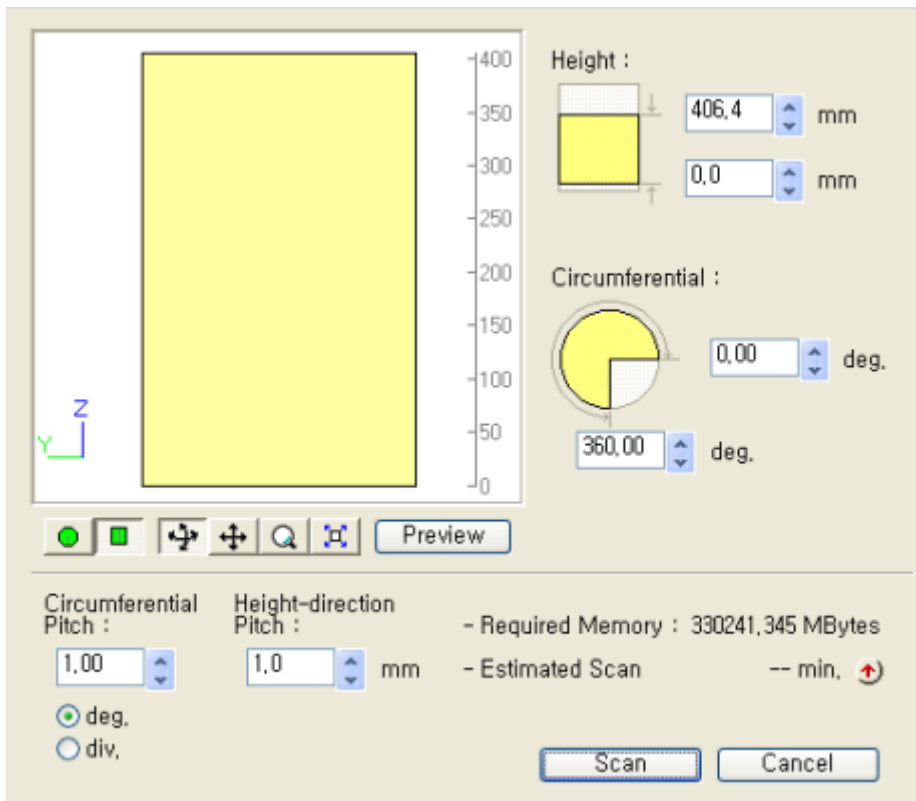 400
350
300
250
200
150
100
50
0
Z
Y
Height :
406,4 mm
0,0 mm
Circumferential :
0,00 deg,
360,00 deg,
Preview
Circumferential
Pitch :
1,00
deg,
div,
Height-direction
Pitch :
1,0 mm
- Required Memory : 330241,345 MBytes
- Estimated Scan -- min,
Scan
Cancel